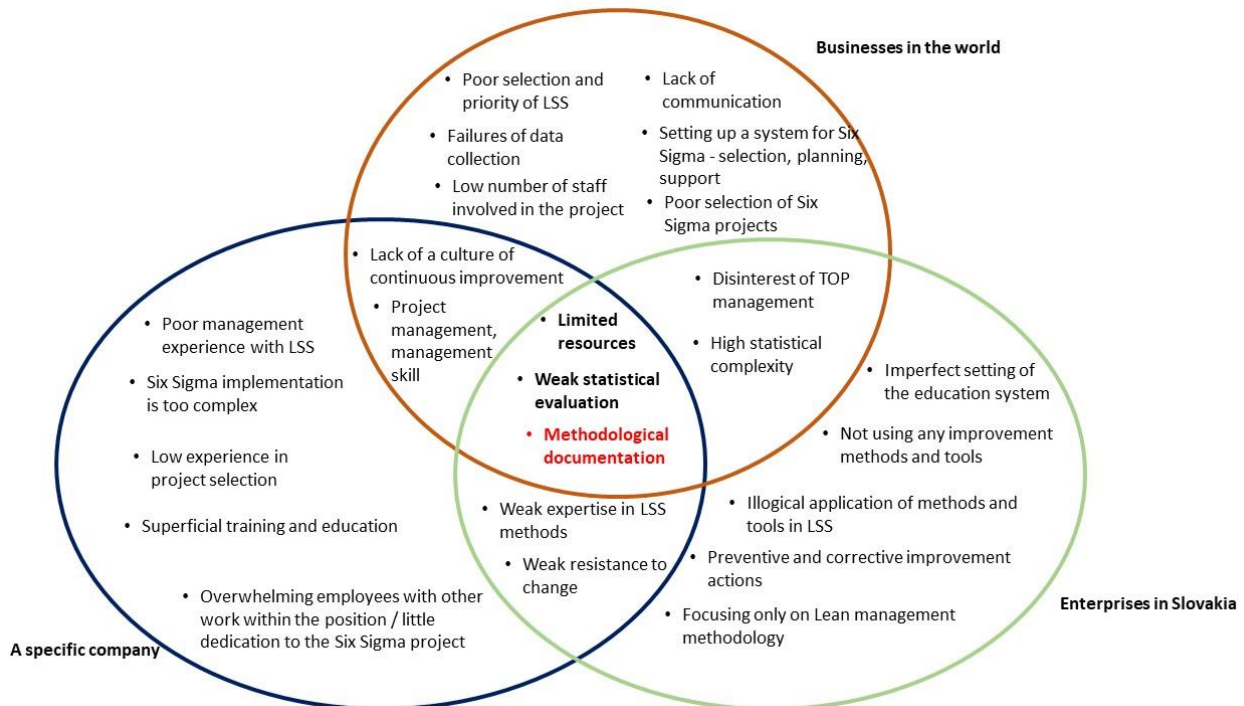 Businesses in the world
• Poor selection and
priority of LSS
• Failures of data
collection
• Low number of staff
involved in the project
• Lack of
communication
• Setting up a system for Six
Sigma - selection, planning,
support
• Poor selection of Six
Sigma projects
• Lack of a culture of
continuous improvement
• Project
management,
management
skill
• Limited
resources
• Weak statistical
evaluation
• Methodological
documentation
• Disinterest of TOP
management
• High statistical
complexity
• Poor management
experience with LSS
• Six Sigma implementation
is too complex
• Low experience in
project selection
• Superficial training and education
• Overwhelming employees with other
work within the position / little
dedication to the Six Sigma project
A specific company
• Weak expertise in LSS
methods
• Weak resistance to
change
• Imperfect setting of
the education system
• Not using any improvement
methods and tools
• Illogical application of methods and
tools in LSS
• Preventive and corrective improvement
actions
• Focusing only on Lean management
methodology
Enterprises in Slovakia